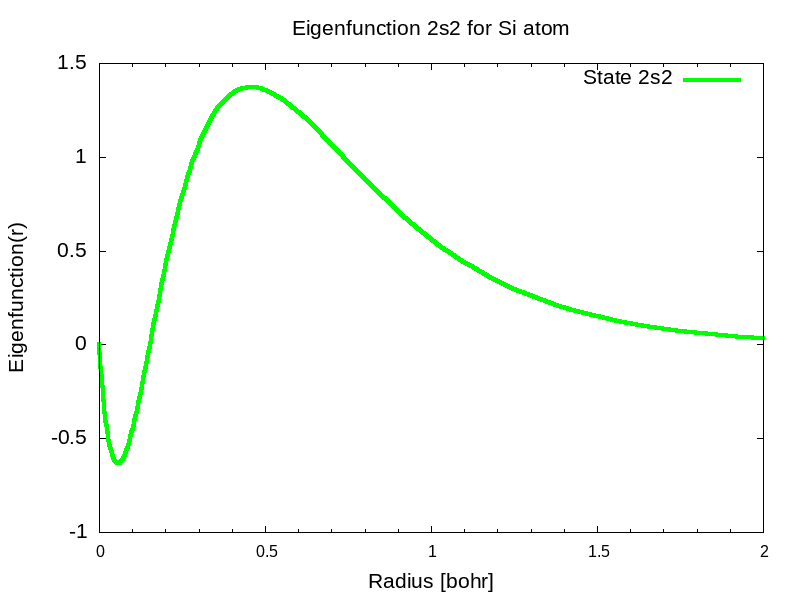 Eigenfunction 2s2 for Si atom
State 2s2
1.5
1
0.5
0
-0.5
-1
Eigenfunction(r)
0 0.5 1 1.5 2
Radius [bohr]